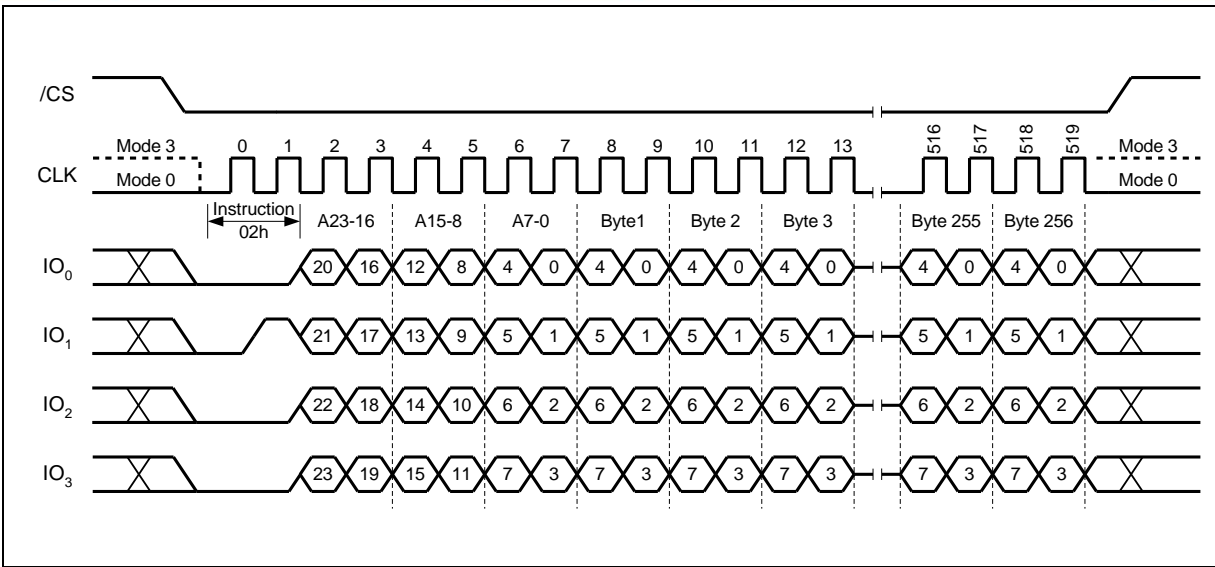 /CS
Mode 3 0 1 2 3 4 5 6 7 8 9 10 11 12 13 516 517 518 519 Mode 3
CLK
Mode 0 Mode 0
Instruction
02h
A23-16 A15-8 A7-0 Byte1 Byte 2 Byte 3 Byte 255 Byte 256
IO0 20 16 12 8 4 0 4 0 4 0 4 0 4 0 4 0
IO1 21 17 13 9 5 1 5 1 5 1 5 1 5 1 5 1
IO2 22 18 14 10 6 2 6 2 6 2 6 2 6 2 6 2
IO3 23 19 15 11 7 3 7 3 7 3 7 3 7 3 7 3